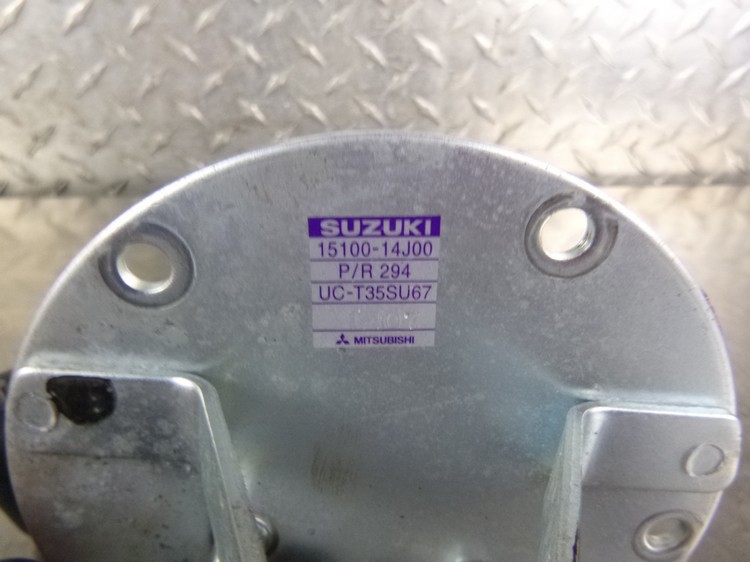 SUZUKI
15100-14J00
P/R 294
UC-T35SU67
MITSUBISHI